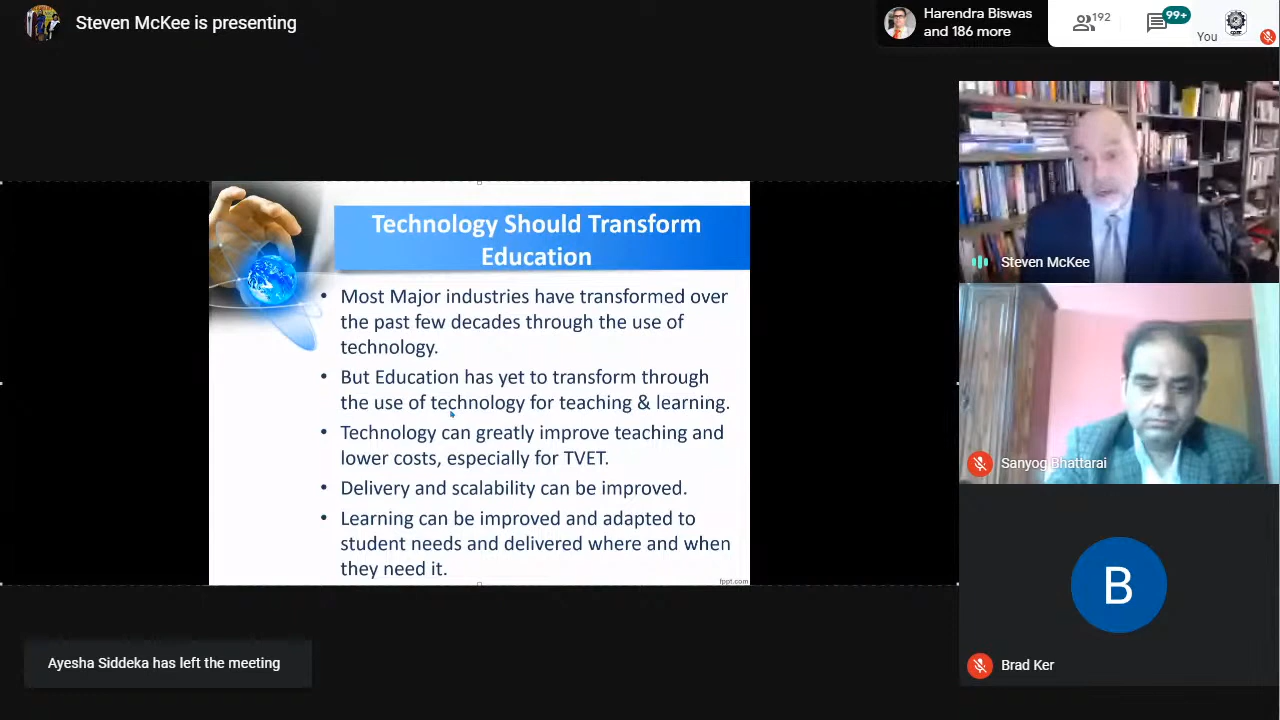 Steven McKee is presenting
Harendra Biswas
and 186 more
192
99+
You
Technology Should Transform
Education
• Most Major industries have transformed over
the past few decades through the use of
technology.
• But Education has yet to transform through
the use of technology for teaching & learning.
• Technology can greatly improve teaching and
lower costs, especially for TVET.
• Delivery and scalability can be improved.
• Learning can be improved and adapted to
student needs and delivered where and when
they need it.
fppt.com
Steven McKee
Sanyog Bhattarai
B
Brad Ker
Ayesha Siddeka has left the meeting